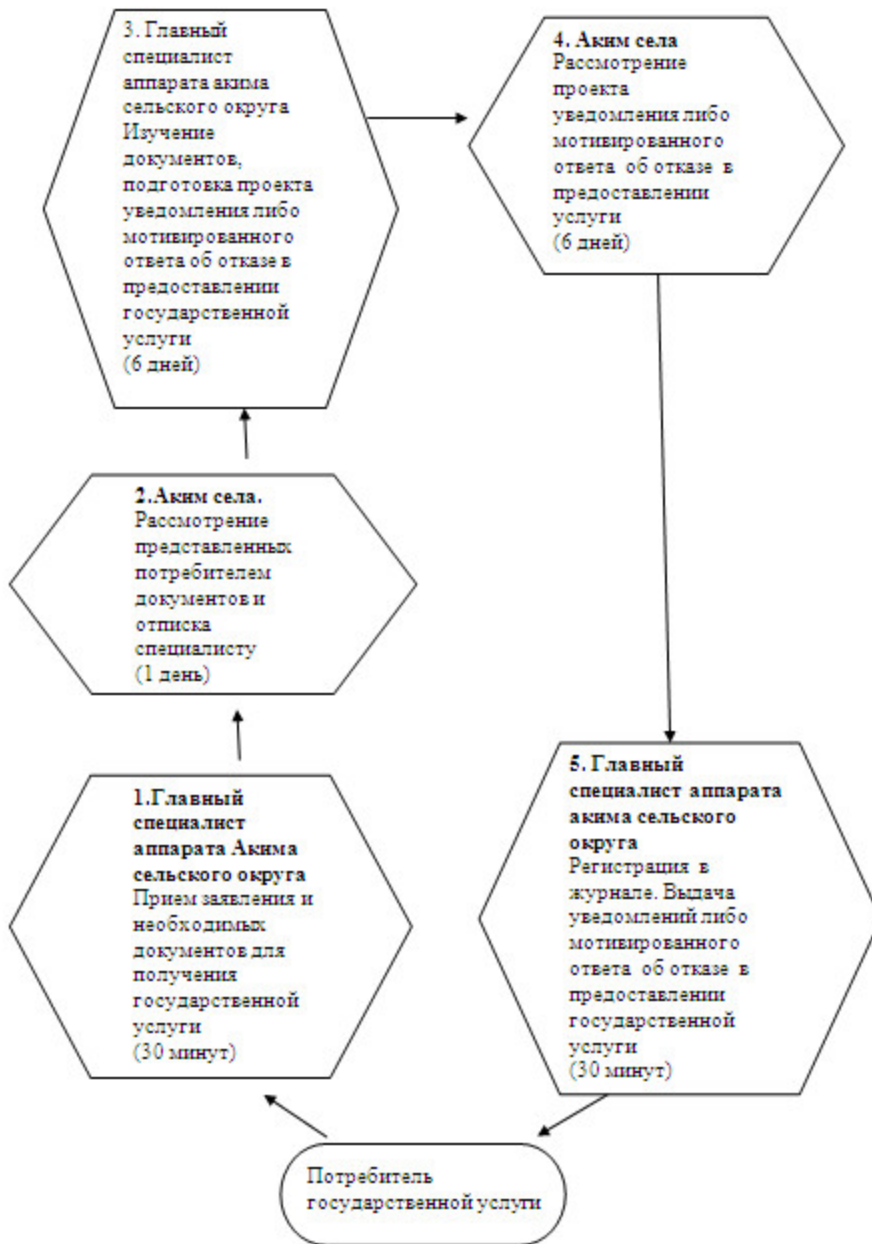 3. Главный
специалист
аппарата акима
сельского округа
Изучение
документов,
подготовка проекта
уведомления либо
мотивированного
ответа об отказе в
предоставлении
государственной
услуги
(6 дней)
4. Аким села
Рассмотрение
проекта
уведомления либо
мотивированного
ответа об отказе в
предоставлении
услуги
(6 дней)
2.Аким села.
Рассмотрение
представленных
потребителем
документов и
отписка
специалисту
(1 день)
1.Главный
специалист
аппарата Акима
сельского округа
Прием заявления и
необходимых
документов для
получения
государственной
услуги
(30 минут)
5. Главный
специалист аппарата
акима сельского
округа
Регистрация в
журнале. Выдача
уведомлений либо
мотивированного
ответа об отказе в
предоставлении
государственной
услуги
(30 минут)
Потребитель
государственной услуги